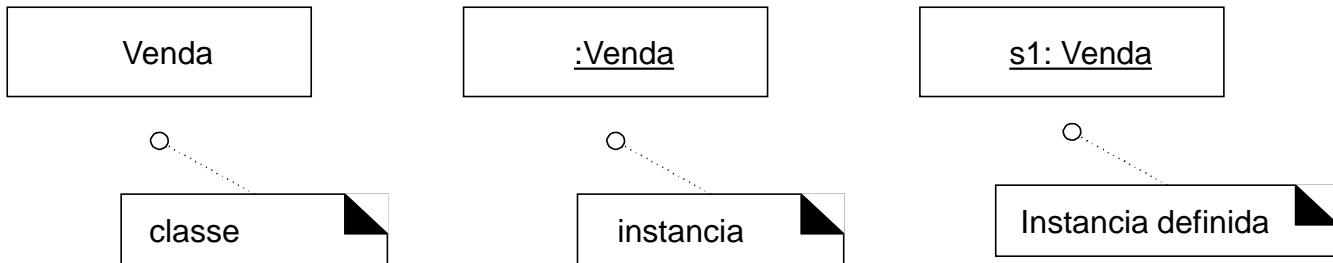 Venda
:Venda
s1: Venda
classe
instancia
Instancia definida